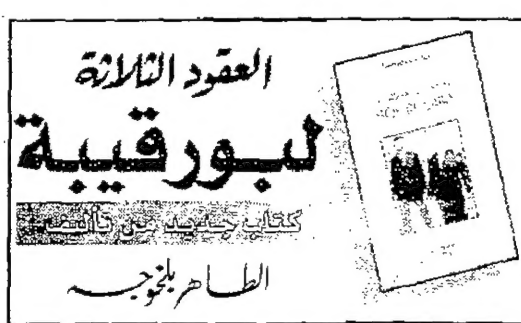 العقود الثلاثة
لبورقيبة
كتاب جديد من تأليف
الطاهر بلخوجه